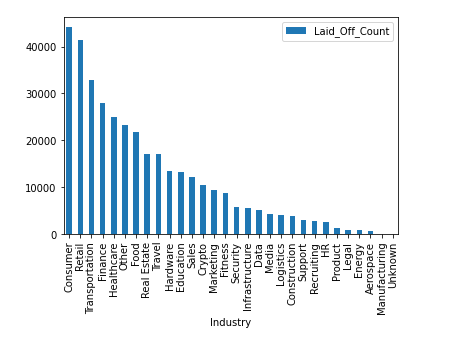 Laid_Off_Count
40000
30000
20000
10000
0
Consumer
Retail
Transportation
Finance
Healthcare
Other
Food
Real Estate
Travel
Hardware
Education
Sales
Crypto
Marketing
Fitness
Security
Infrastructure
Data
Media
Logistics
Construction
Support
Recruiting
HR
Product
Legal
Energy
Aerospace
Manufacturing
Unknown
Industry